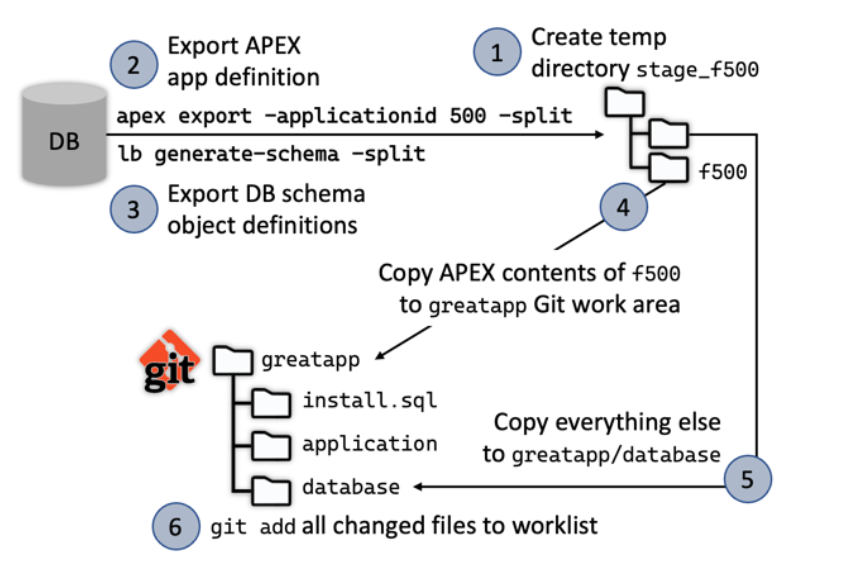 1
Create temp
directory stage_f500
2
Export APEX
app definition
DB
apex export –applicationid 500 –split
lb generate-schema –split
3
Export DB schema
object definitions
f500
4
Copy APEX contents of f500
to greatapp Git work area
git
greatapp
install.sql
application
database
Copy everything else
to greatapp/database
5
6
git add all changed files to worklist